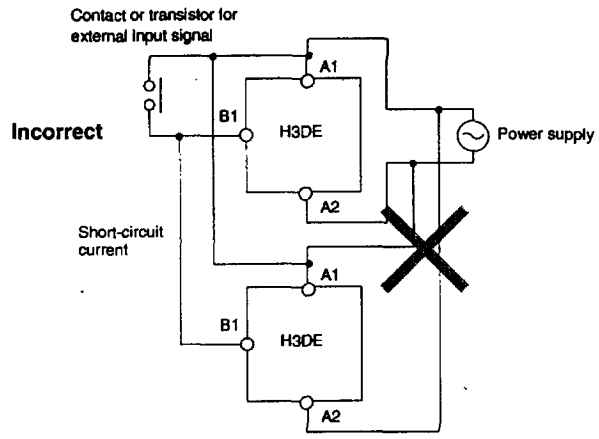 Contact or transistor for
external input signal
A1
B1
H3DE
Incorrect
Power supply
A2
Short-circuit
current
A1
B1
H3DE
A2